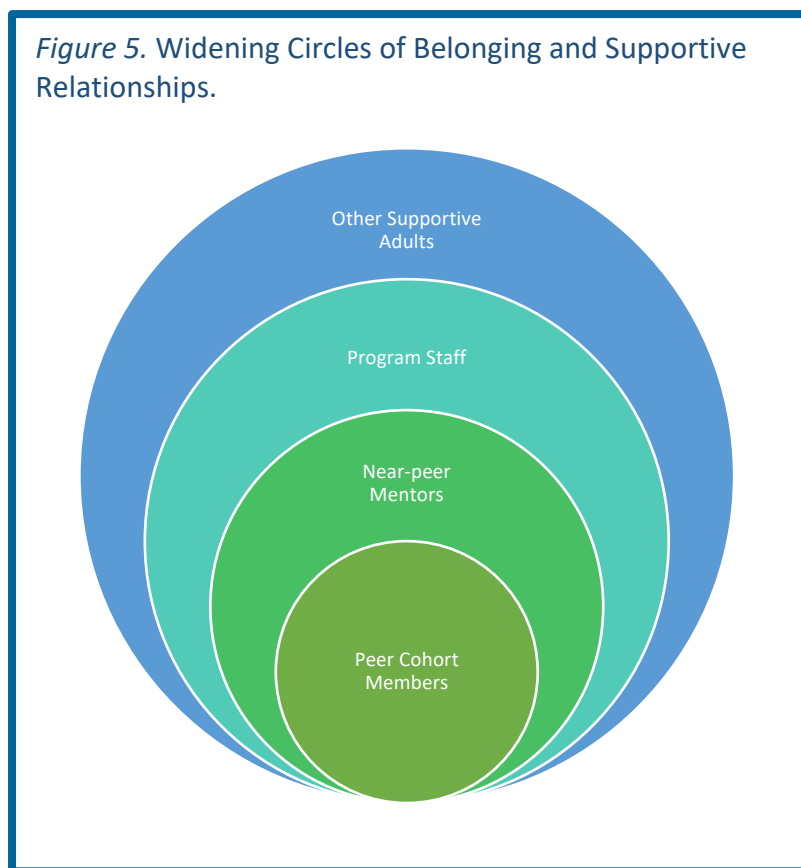 Figure 5. Widening Circles of Belonging and Supportive
Relationships.
Other Supportive
Adults
Program Staff
Near-peer
Mentors
Peer Cohort
Members